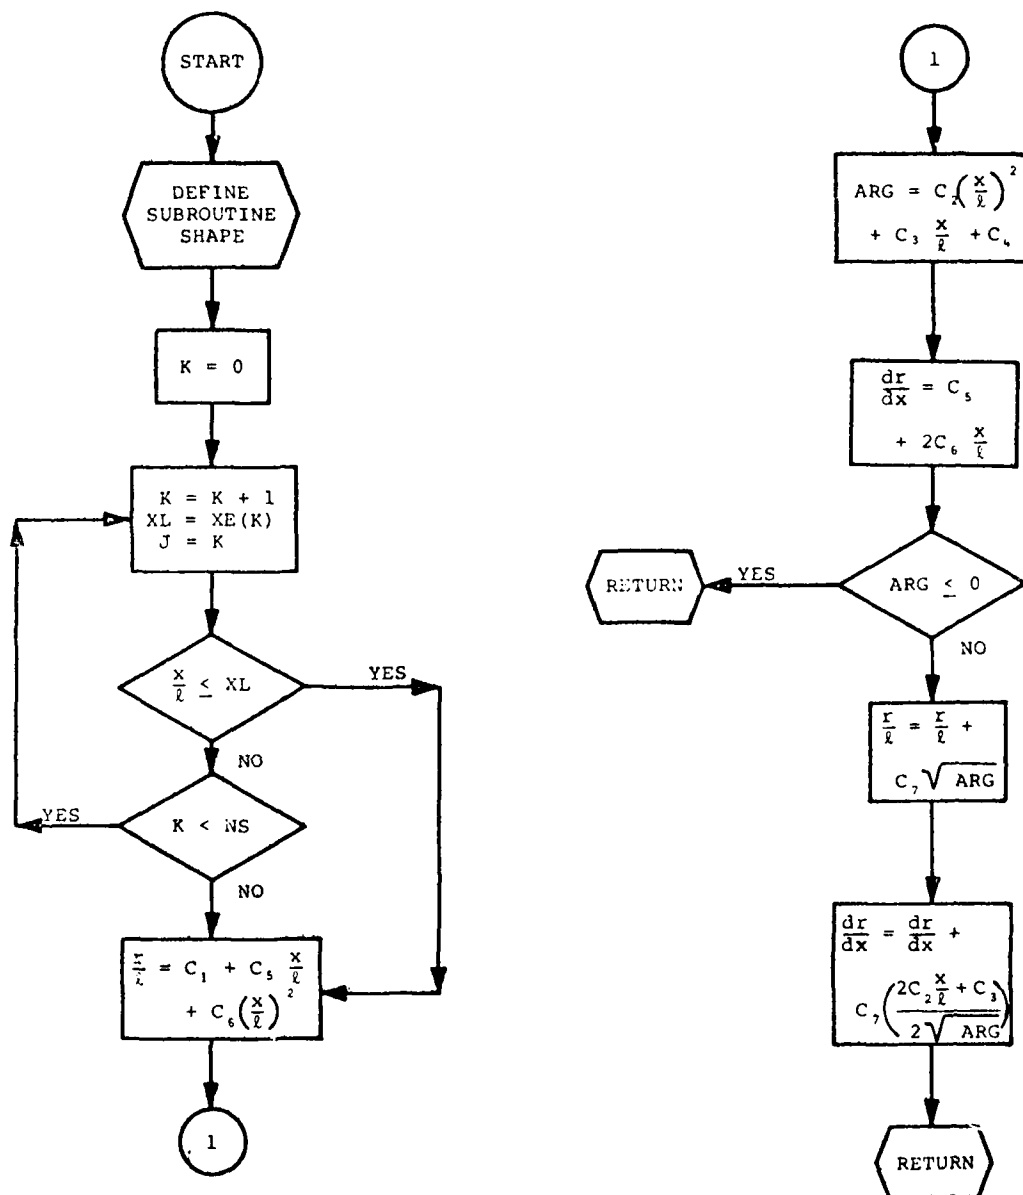 START
DEFINE
SUBROUTINE
SHAPE
K = 0
K = K + 1
XL = XE(K)
J = K
x/ℓ ≤ XL
YES
NO
K < NS
YES
NO
r/ℓ = C₁ + C₅ x/ℓ
+ C₆(x/ℓ)²
1
1
ARG = C₂(x/ℓ)²
+ C₃ x/ℓ + C₄
dr/dx = C₅
+ 2C₆ x/ℓ
ARG ≤ 0
YES
RETURN
NO
r/ℓ = r/ℓ +
C₇ √ARG
dr/dx = dr/dx +
C₇((2C₂ x/ℓ + C₃)/(2√ARG))
RETURN